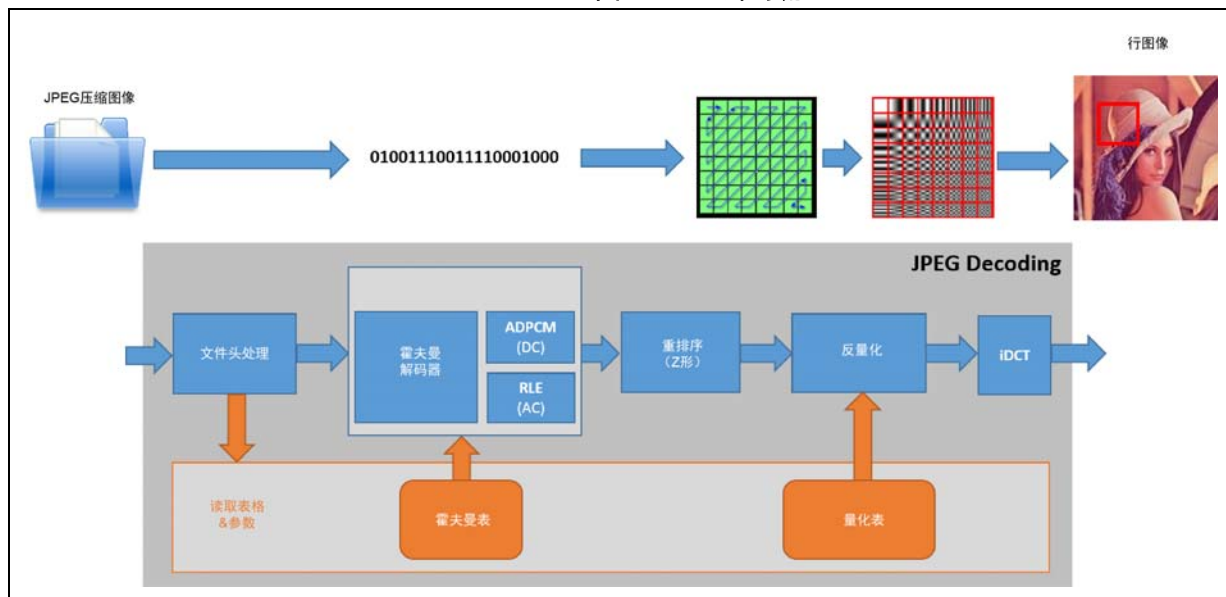 行图像
JPEG压缩图像
01001110011110001000
JPEG Decoding
文件头处理
霍夫曼
解码器
ADPCM
(DC)
RLE
(AC)
重排序
（Z形）
反量化
iDCT
读取表格
&参数
霍夫曼表
量化表